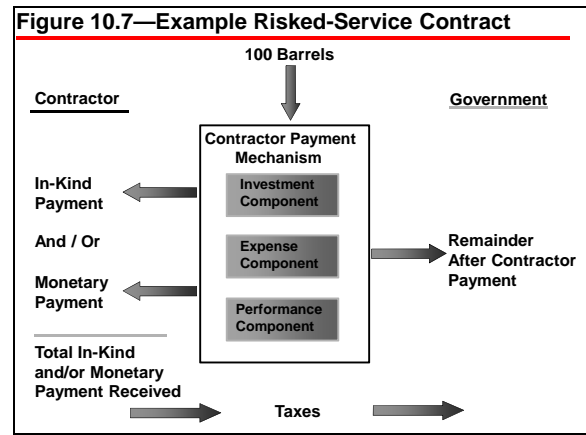 Figure 10.7—Example Risked-Service Contract
100 Barrels
Contractor
Government
Contractor Payment
Mechanism
In-Kind
Payment
Investment
Component
And / Or
Expense
Component
Remainder
After Contractor
Payment
Monetary
Payment
Performance
Component
Total In-Kind
and/or Monetary
Payment Received
Taxes